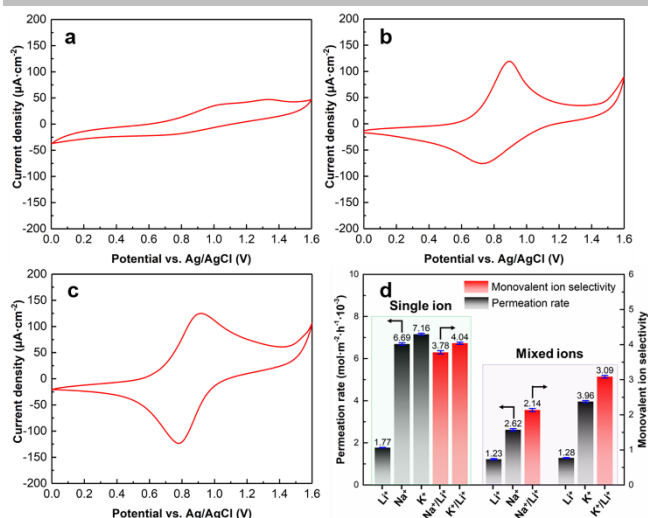 a
Current density (μA·cm⁻²)
200
150
100
50
0
-50
-100
-150
-200
0.0 0.2 0.4 0.6 0.8 1.0 1.2 1.4 1.6
Potential vs. Ag/AgCl (V)
b
Current density (μA·cm⁻²)
200
150
100
50
0
-50
-100
-150
-200
0.0 0.2 0.4 0.6 0.8 1.0 1.2 1.4 1.6
Potential vs. Ag/AgCl (V)
c
Current density (μA·cm⁻²)
200
150
100
50
0
-50
-100
-150
-200
0.0 0.2 0.4 0.6 0.8 1.0 1.2 1.4 1.6
Potential vs. Ag/AgCl (V)
d
Monovalent ion selectivity
Permeation rate
Single ion
Mixed ions
Permeation rate (mol·m⁻²·h⁻¹·10⁻³)
10
8
6
4
2
0
Monovalent ion selectivity
6
5
4
3
2
1
0
1.77
6.69
7.16
3.78
4.04
1.23
2.62
2.14
1.28
3.96
3.09
Li⁺ Na⁺ K⁺ Na⁺/Li⁺ K⁺/Li⁺ Li⁺ Na⁺ Na⁺/Li⁺ Li⁺ K⁺ K⁺/Li⁺